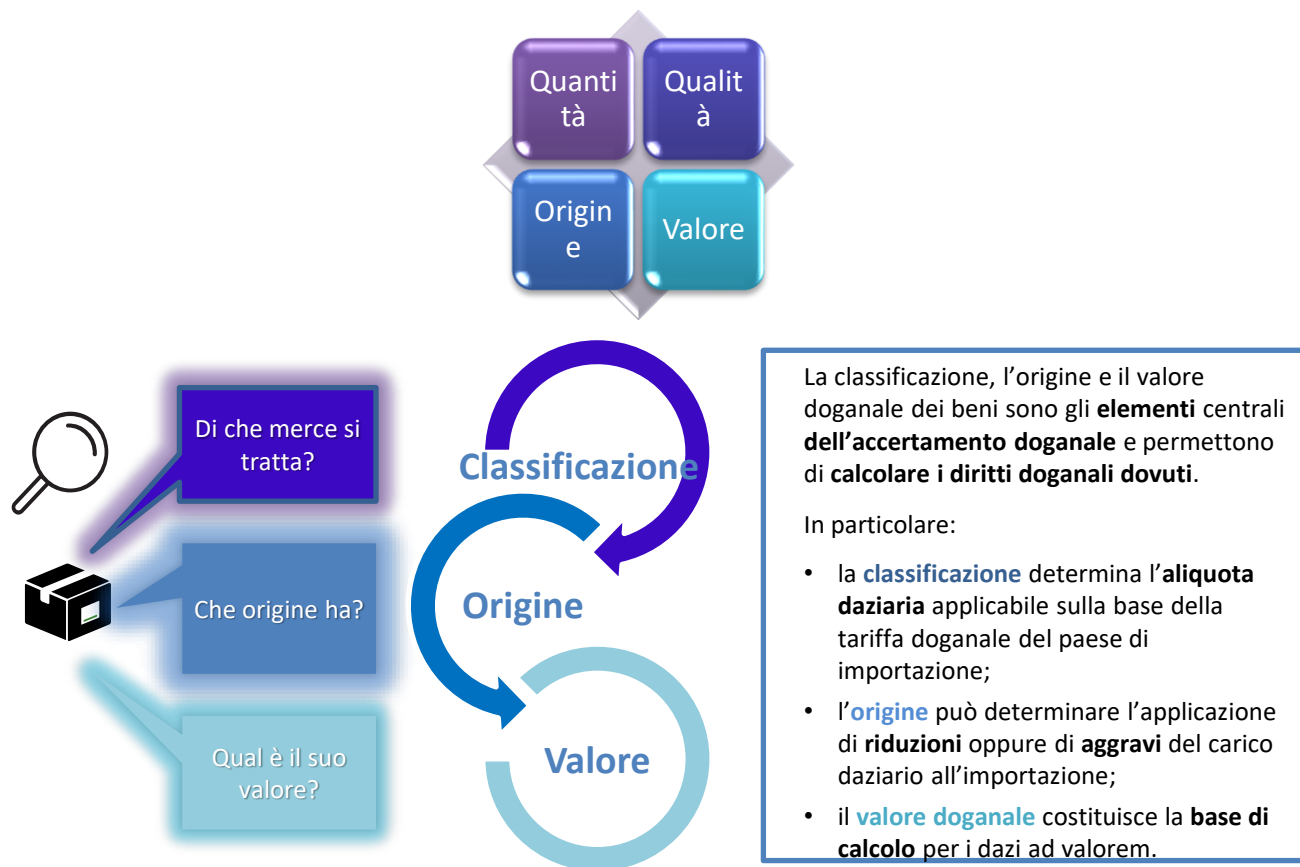 Quanti
tà
Qualit
à
Origin
e
Valore
Di che merce si
tratta?
Che origine ha?
Qual è il suo
valore?
Classificazione
Origine
Valore
La classificazione, l’origine e il valore
doganale dei beni sono gli elementi centrali
dell’accertamento doganale e permettono
di calcolare i diritti doganali dovuti.
In particolare:
• la classificazione determina l’aliquota
daziaria applicabile sulla base della
tariffa doganale del paese di
importazione;
• l’origine può determinare l’applicazione
di riduzioni oppure di aggravi del carico
daziario all’importazione;
• il valore doganale costituisce la base di
calcolo per i dazi ad valorem.